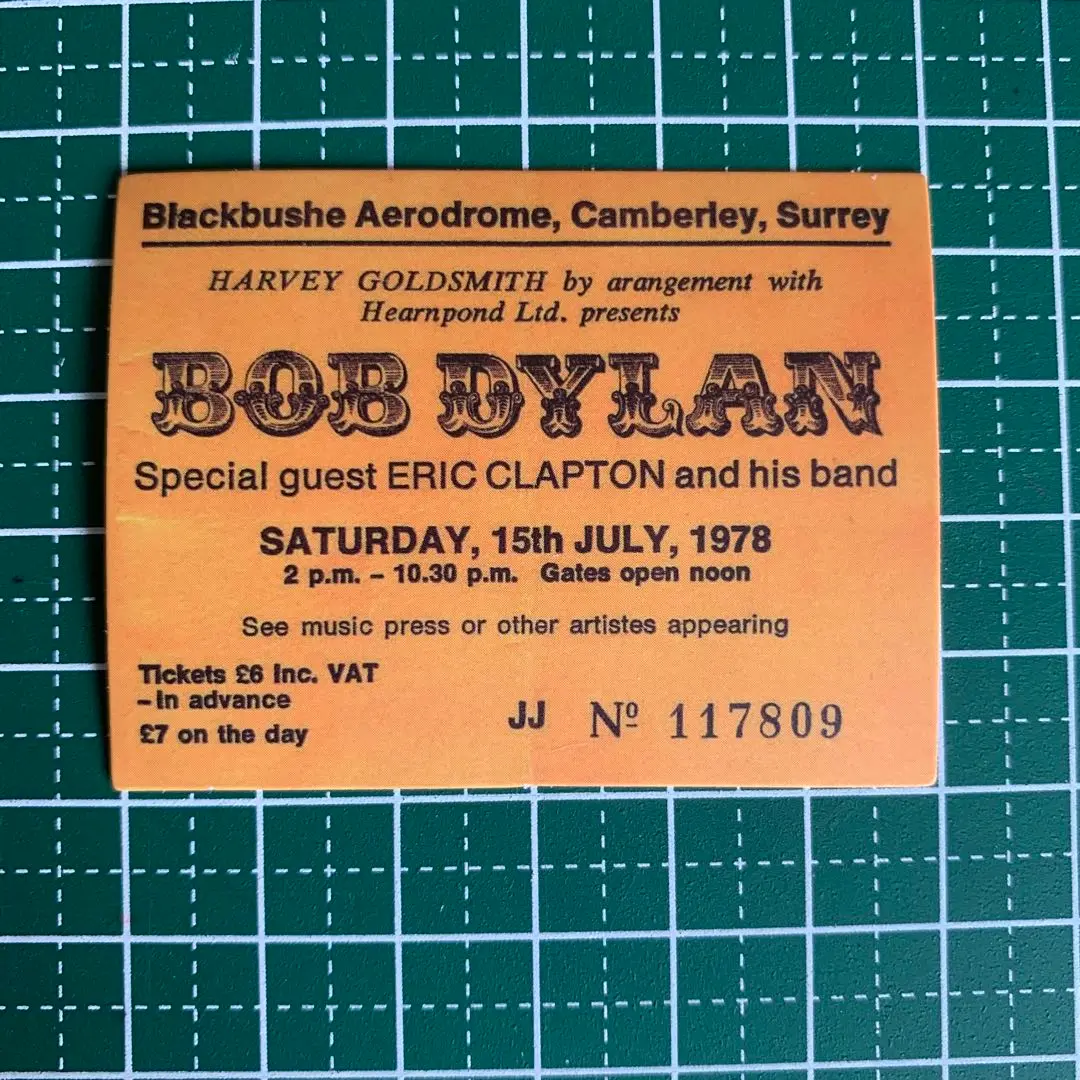 Blackbushe Aerodrome, Camberley, Surrey
HARVEY GOLDSMITH by arangement with
Hearnpond Ltd. presents
BOB DYLAN
Special guest ERIC CLAPTON and his band
SATURDAY, 15th JULY, 1978
2 p.m. – 10.30 p.m. Gates open noon
See music press or other artistes appearing
Tickets £6 Inc. VAT
– In advance
£7 on the day
JJ Nº 117809